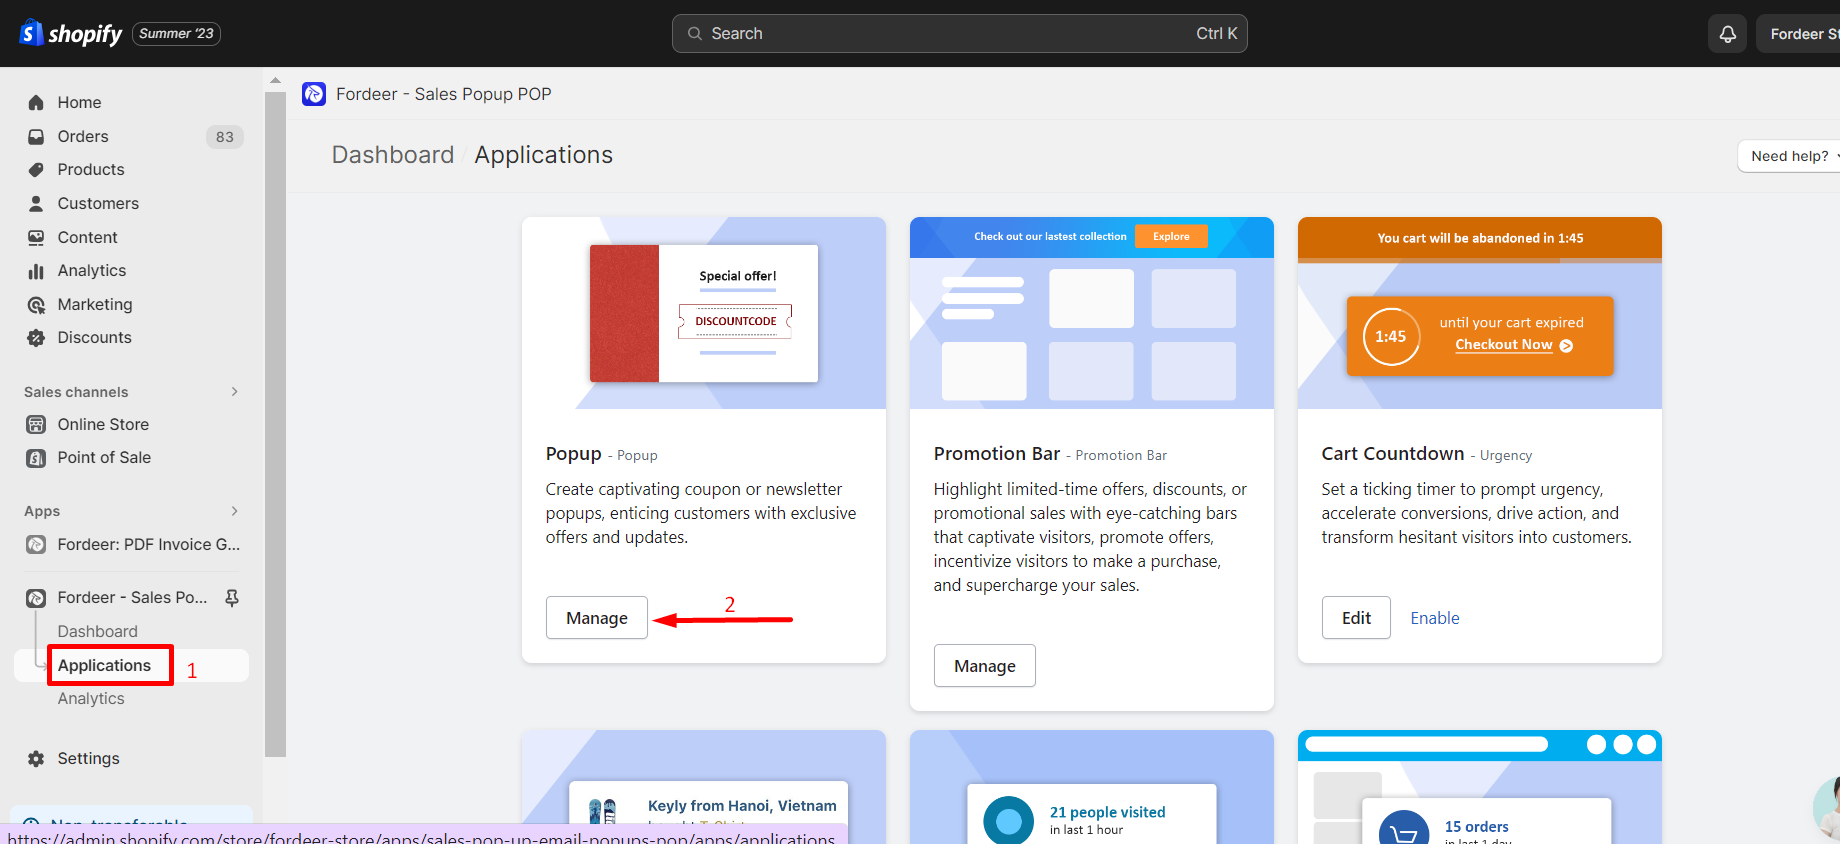 shopify
Summer '23
Search
Ctrl K
Fordeer St
Home
Orders
83
Products
Customers
Content
Analytics
Marketing
Discounts
Sales channels
Online Store
Point of Sale
Apps
Fordeer: PDF Invoice G...
Fordeer - Sales Po...
Dashboard
Applications
1
Analytics
Settings
Non-transferable
https://admin.shopify.com/store/fordeer-store/apps/sales-pop-up-email-popups-pop/apps/applications
Fordeer - Sales Popup POP
Dashboard / Applications
Need help?
Special offer!
DISCOUNTCODE
Popup - Popup
Create captivating coupon or newsletter
popups, enticing customers with exclusive
offers and updates.
Manage
2
Check out our lastest collection
Explore
Promotion Bar - Promotion Bar
Highlight limited-time offers, discounts, or
promotional sales with eye-catching bars
that captivate visitors, promote offers,
incentivize visitors to make a purchase,
and supercharge your sales.
Manage
You cart will be abandoned in 1:45
1:45
until your cart expired
Checkout Now
Cart Countdown - Urgency
Set a ticking timer to prompt urgency,
accelerate conversions, drive action, and
transform hesitant visitors into customers.
Edit
Enable
Keyly from Hanoi, Vietnam
bought T-Shirt
21 people visited
in last 1 hour
15 orders
in last 1 day